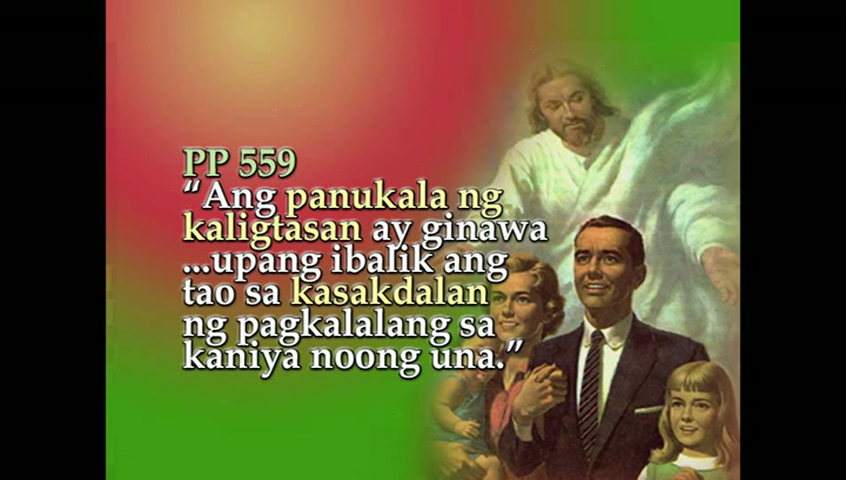 PP 559
“Ang panukala ng
kaligtasan ay ginawa
...upang ibalik ang
tao sa kasakdalan
ng pagkalalang sa
kaniya noong una.”